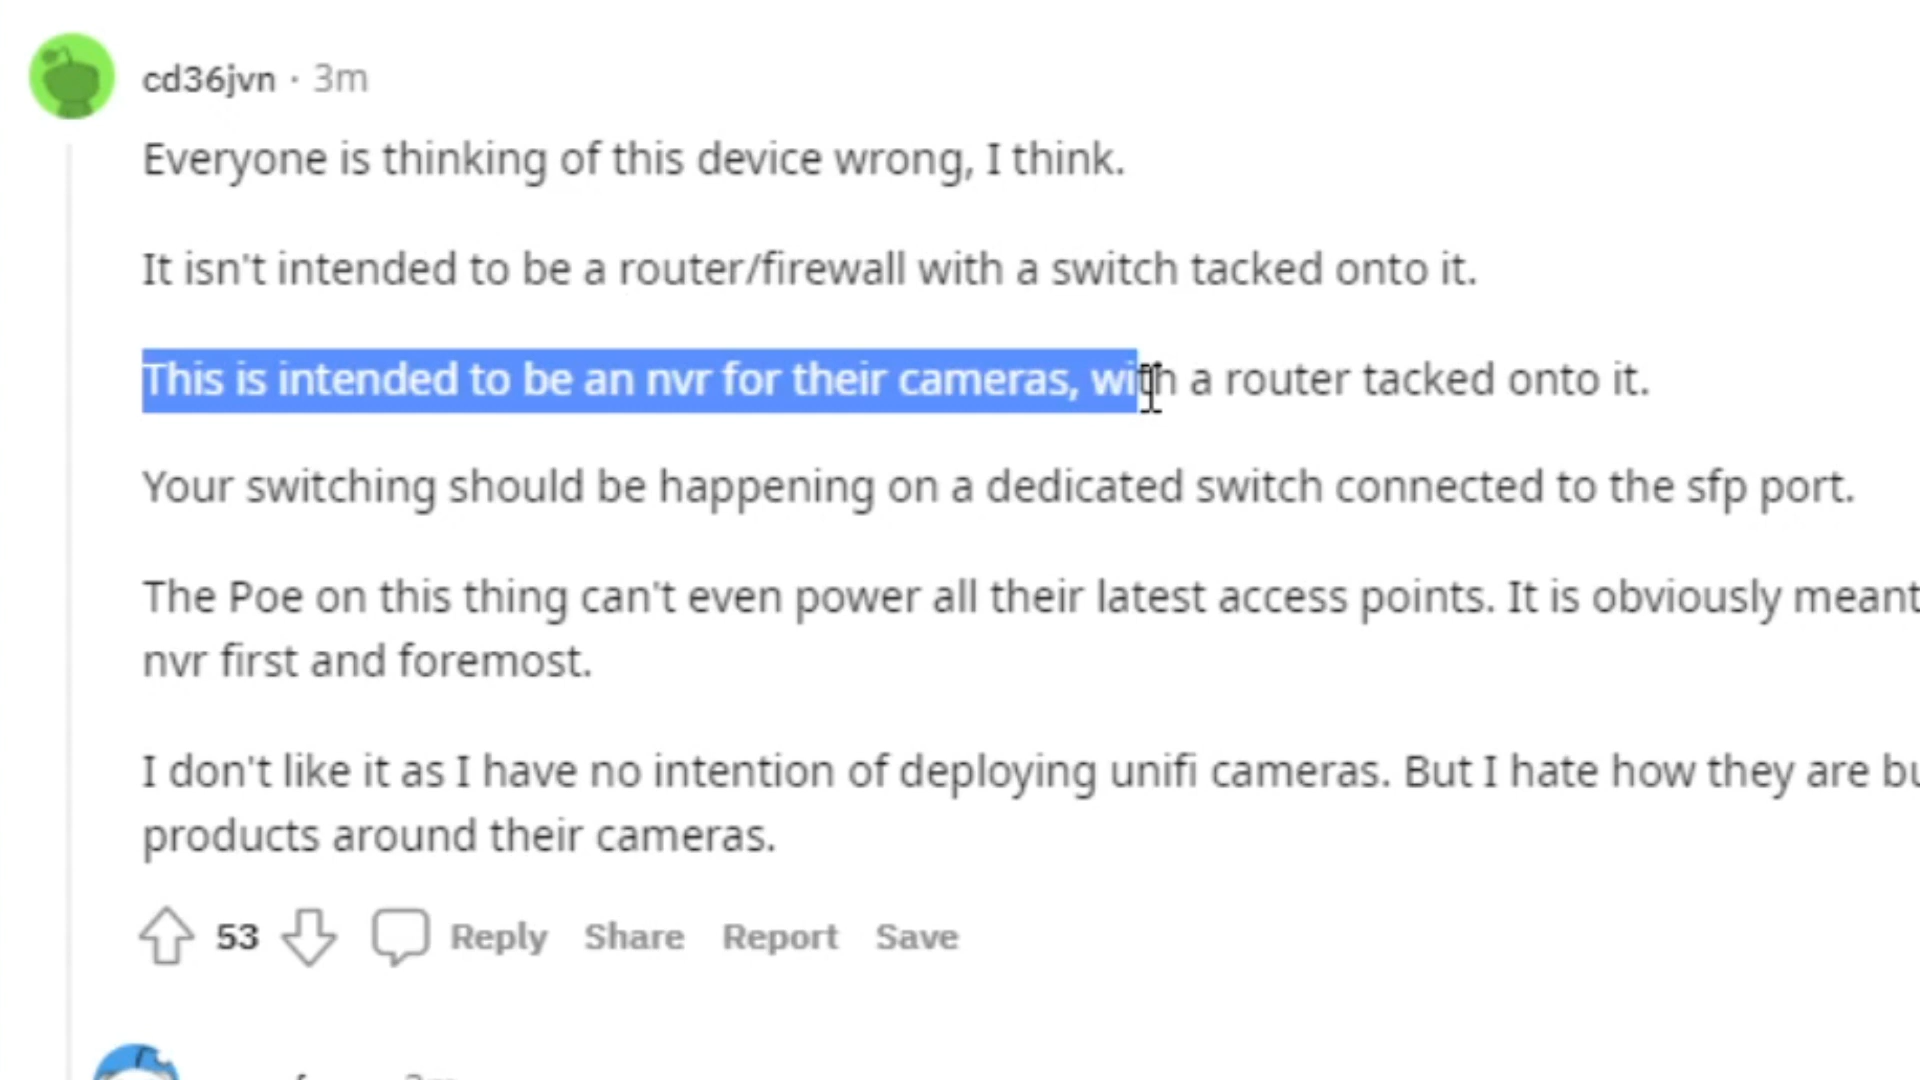 cd36jvn · 3m
Everyone is thinking of this device wrong, I think.
It isn't intended to be a router/firewall with a switch tacked onto it.
This is intended to be an nvr for their cameras, with a router tacked onto it.
Your switching should be happening on a dedicated switch connected to the sfp port.
The Poe on this thing can't even power all their latest access points. It is obviously meant
nvr first and foremost.
I don't like it as I have no intention of deploying unifi cameras. But I hate how they are bu
products around their cameras.
53 Reply Share Report Save